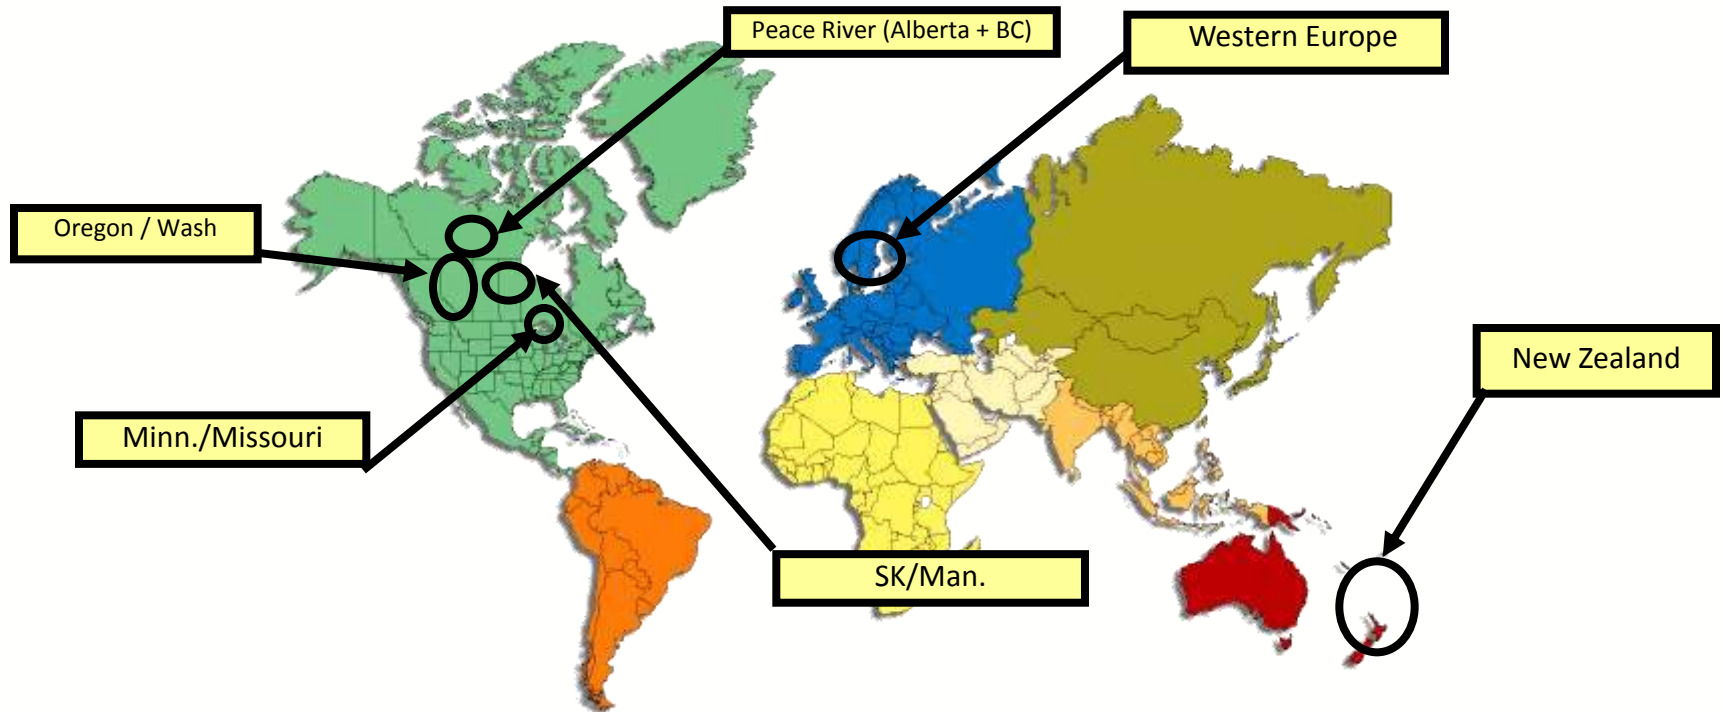 Peace River (Alberta + BC)
Western Europe
Oregon / Wash
New Zealand
Minn./Missouri
SK/Man.